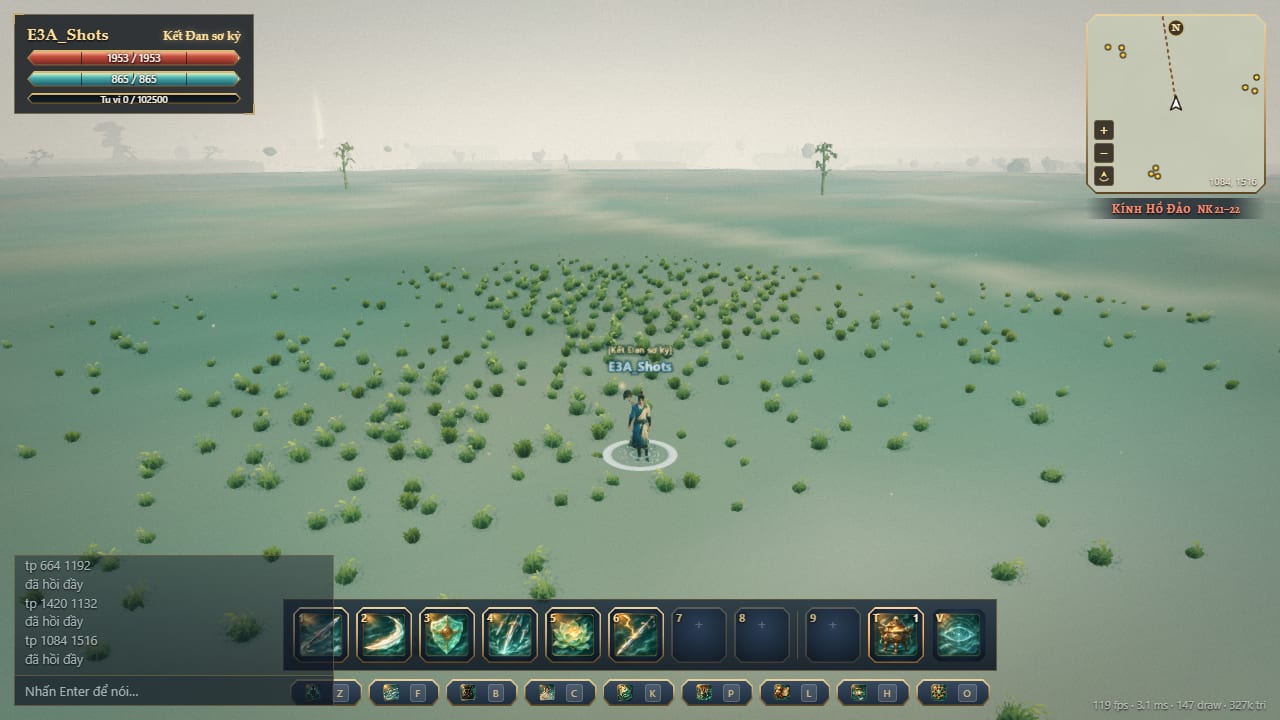 E3A_Shots
Kết Đan sơ kỳ
1953 / 1953
865 / 865
Tu vi 0 / 102500
N
+
−
1084, 1516
Kính Hồ Đảo NK 21–22
[Kết Đan sơ kỳ]
E3A_Shots
tp 664 1192
đã hồi đầy
tp 1420 1132
đã hồi đầy
tp 1084 1516
đã hồi đầy
Nhấn Enter để nói...
1 2 3 4 5 6 7 + 8 + 9 + T 1 V
Z F B C K P L H O
119 fps · 3.1 ms · 147 draw · 327k tri